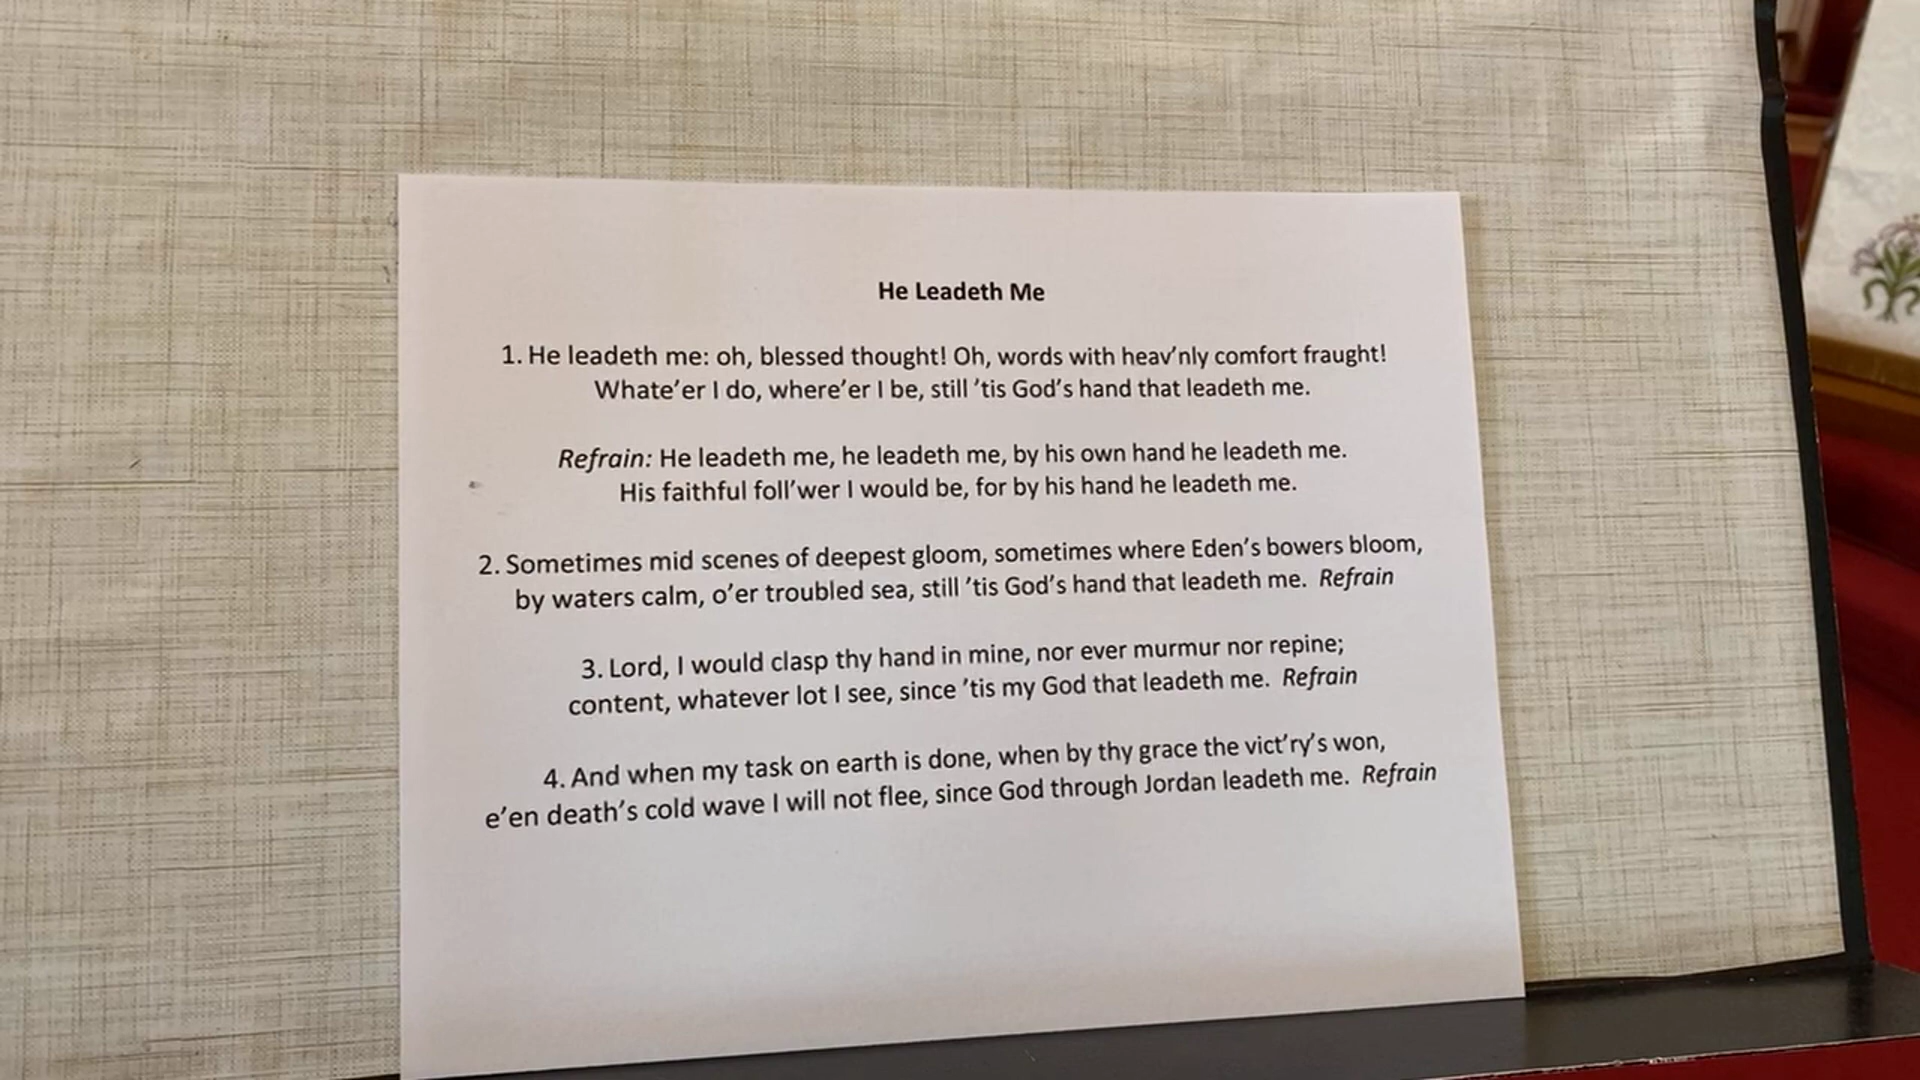 He Leadeth Me
1. He leadeth me: oh, blessed thought! Oh, words with heav’nly comfort fraught!
Whate’er I do, where’er I be, still ’tis God’s hand that leadeth me.
Refrain: He leadeth me, he leadeth me, by his own hand he leadeth me.
His faithful foll’wer I would be, for by his hand he leadeth me.
2. Sometimes mid scenes of deepest gloom, sometimes where Eden’s bowers bloom,
by waters calm, o’er troubled sea, still ’tis God’s hand that leadeth me. Refrain
3. Lord, I would clasp thy hand in mine, nor ever murmur nor repine;
content, whatever lot I see, since ’tis my God that leadeth me. Refrain
4. And when my task on earth is done, when by thy grace the vict’ry’s won,
e’en death’s cold wave I will not flee, since God through Jordan leadeth me. Refrain